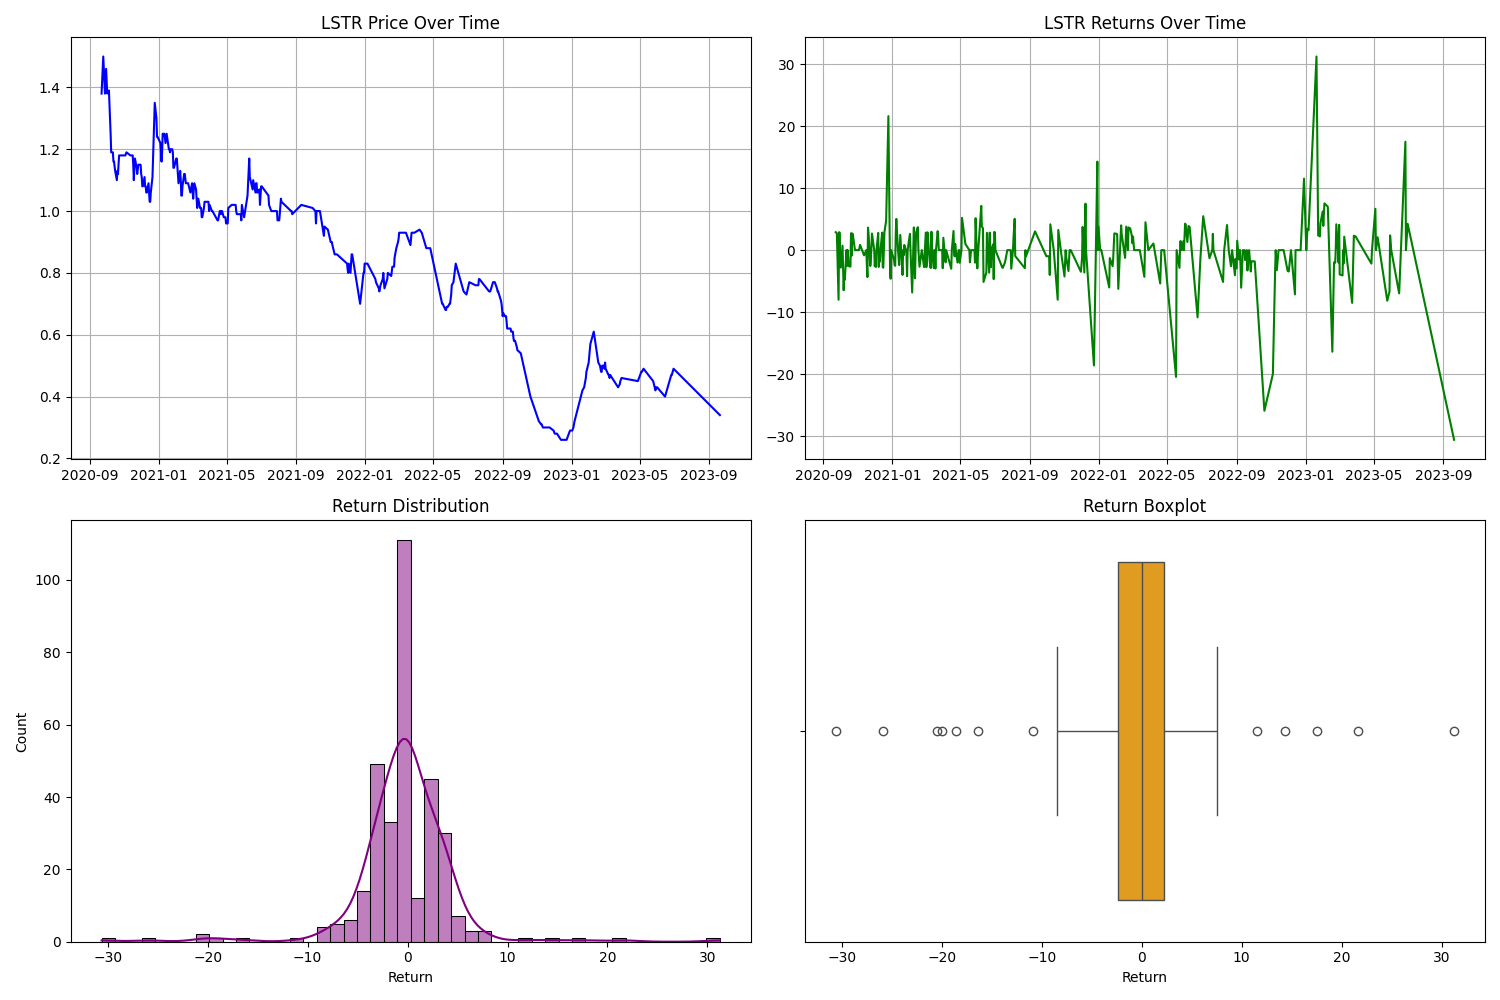 LSTR Price Over Time
1.4
1.2
1.0
0.8
0.6
0.4
0.2
2020-09 2021-01 2021-05 2021-09 2022-01 2022-05 2022-09 2023-01 2023-05 2023-09
LSTR Returns Over Time
30
20
10
0
−10
−20
−30
2020-09 2021-01 2021-05 2021-09 2022-01 2022-05 2022-09 2023-01 2023-05 2023-09
Return Distribution
Count
100
80
60
40
20
0
−30 −20 −10 0 10 20 30
Return
Return Boxplot
−30 −20 −10 0 10 20 30
Return